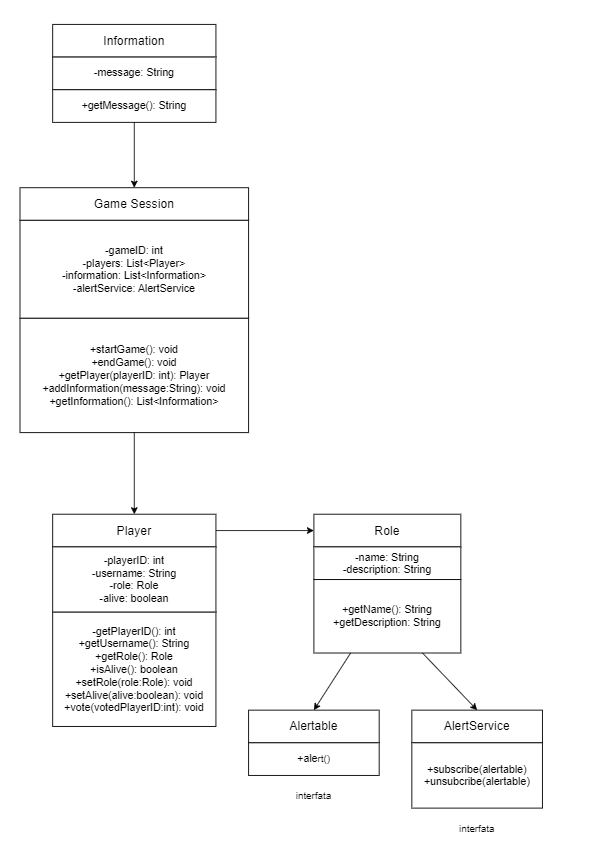 Information
-message: String
+getMessage(): String
Game Session
-gameID: int
-players: List<Player>
-information: List<Information>
-alertService: AlertService
+startGame(): void
+endGame(): void
+getPlayer(playerID: int): Player
+addInformation(message:String): void
+getInformation(): List<Information>
Player
-playerID: int
-username: String
-role: Role
-alive: boolean
-getPlayerID(): int
+getUsername(): String
+getRole(): Role
+isAlive(): boolean
+setRole(role:Role): void
+setAlive(alive:boolean): void
+vote(votedPlayerID:int): void
Role
-name: String
-description: String
+getName(): String
+getDescription: String
Alertable
+alert()
interfata
AlertService
+subscribe(alertable)
+unsubcribe(alertable)
interfata